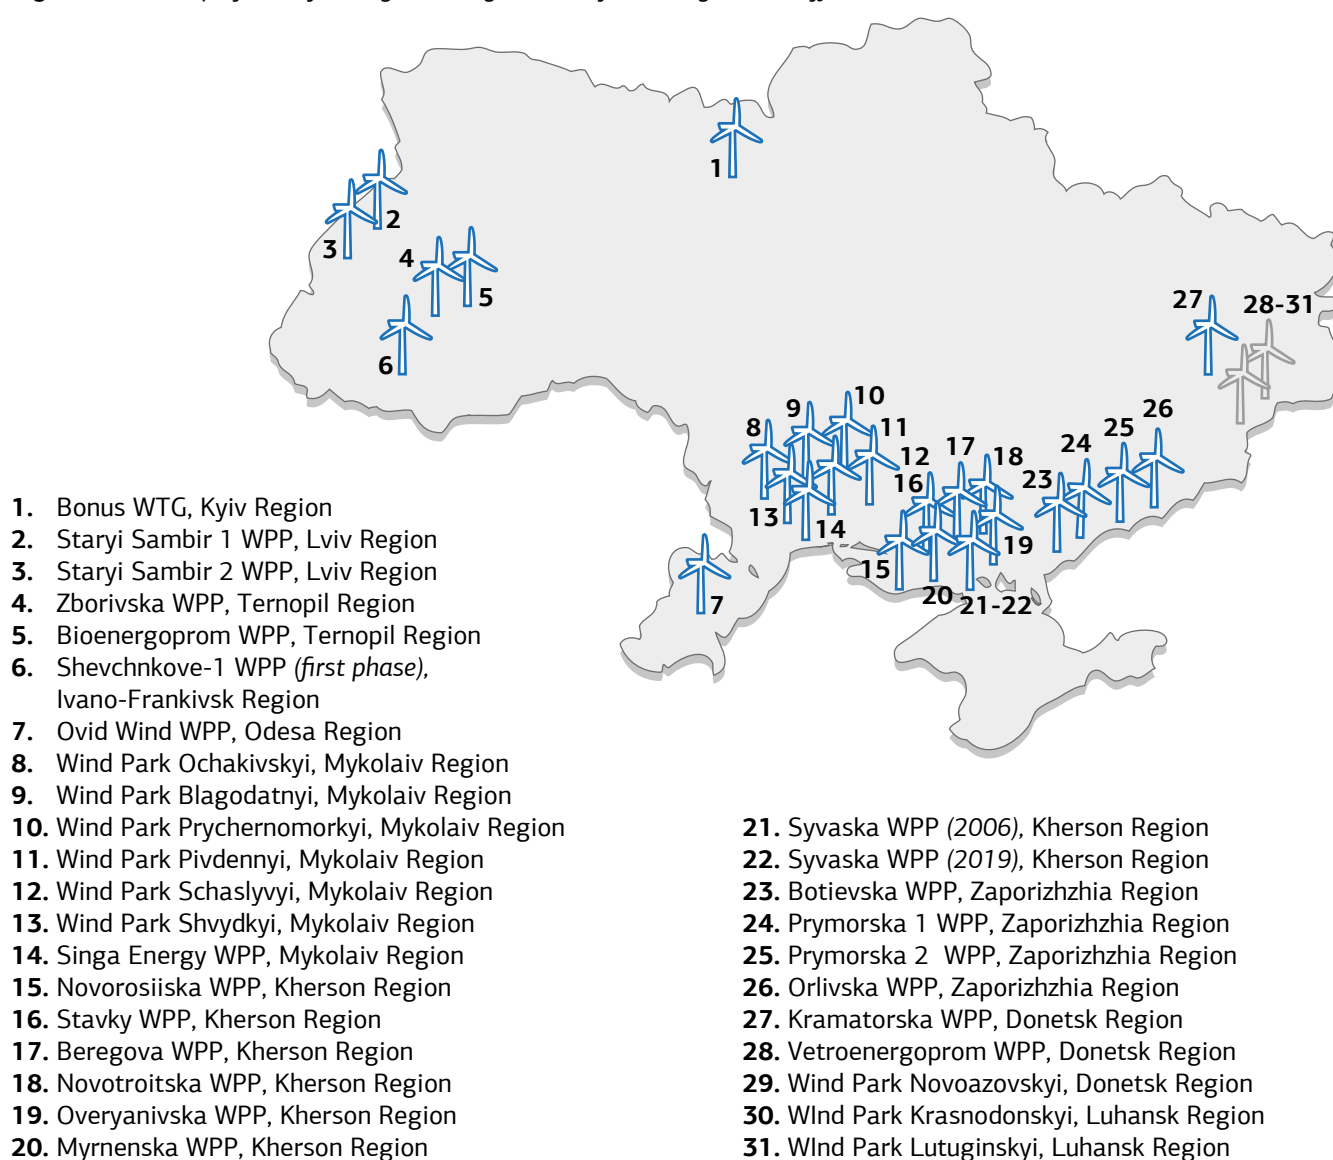 1
2
3
4
5
6
27
28-31
10
9
8
11
26
25
24
17
18
12
23
16
13
14
19
15
20
21-22
7
1. Bonus WTG, Kyiv Region
2. Staryi Sambir 1 WPP, Lviv Region
3. Staryi Sambir 2 WPP, Lviv Region
4. Zborivska WPP, Ternopil Region
5. Bioenergoprom WPP, Ternopil Region
6. Shevchnkove-1 WPP (first phase),
Ivano-Frankivsk Region
7. Ovid Wind WPP, Odesa Region
8. Wind Park Ochakivskyi, Mykolaiv Region
9. Wind Park Blagodatnyi, Mykolaiv Region
10. Wind Park Prychernomorkyi, Mykolaiv Region
11. Wind Park Pivdennyi, Mykolaiv Region
12. Wind Park Schaslyvyi, Mykolaiv Region
13. Wind Park Shvydkyi, Mykolaiv Region
14. Singa Energy WPP, Mykolaiv Region
15. Novorosiiska WPP, Kherson Region
16. Stavky WPP, Kherson Region
17. Beregova WPP, Kherson Region
18. Novotroitska WPP, Kherson Region
19. Overyanivska WPP, Kherson Region
20. Myrnenska WPP, Kherson Region
21. Syvaska WPP (2006), Kherson Region
22. Syvaska WPP (2019), Kherson Region
23. Botievska WPP, Zaporizhzhia Region
24. Prymorska 1 WPP, Zaporizhzhia Region
25. Prymorska 2 WPP, Zaporizhzhia Region
26. Orlivska WPP, Zaporizhzhia Region
27. Kramatorska WPP, Donetsk Region
28. Vetroenergoprom WPP, Donetsk Region
29. Wind Park Novoazovskyi, Donetsk Region
30. WInd Park Krasnodonskyi, Luhansk Region
31. WInd Park Lutuginskyi, Luhansk Region